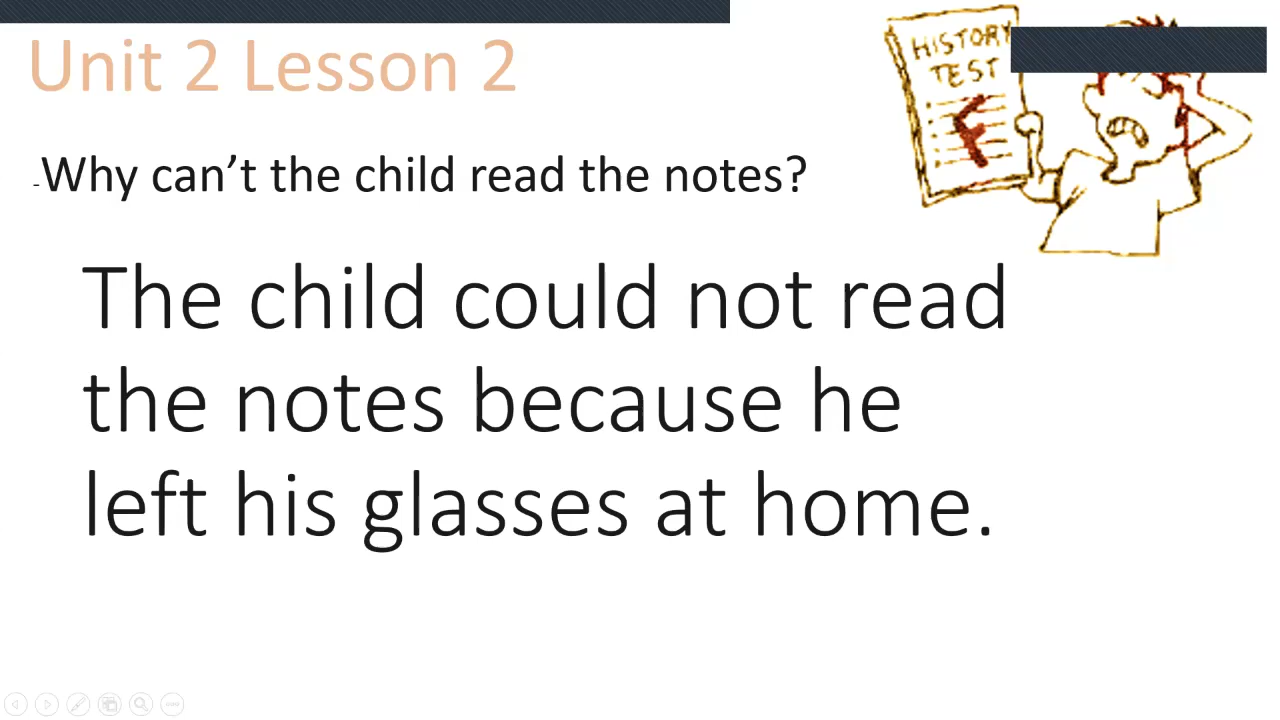 Unit 2 Lesson 2
HISTORY
TEST
F
-Why can’t the child read the notes?
The child could not read
the notes because he
left his glasses at home.